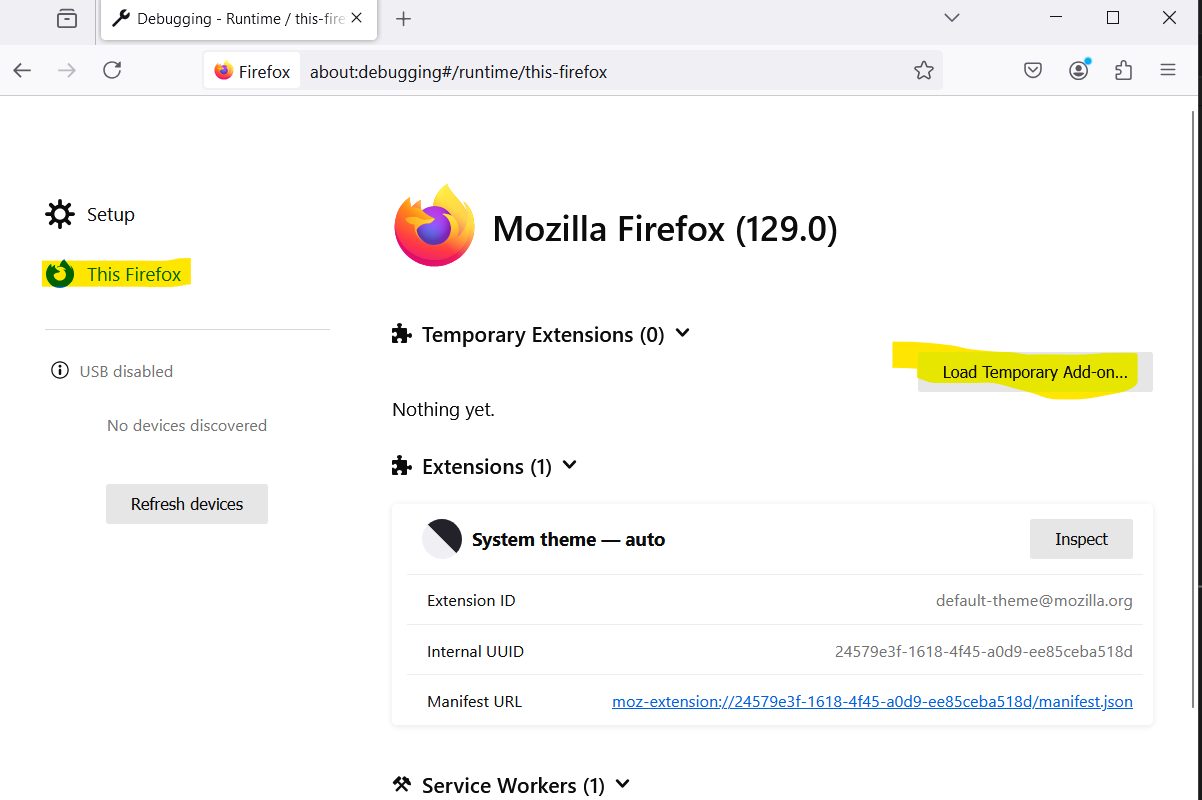 Debugging - Runtime / this-fire
Firefox
about:debugging#/runtime/this-firefox
Setup
This Firefox
USB disabled
No devices discovered
Refresh devices
Mozilla Firefox (129.0)
Temporary Extensions (0)
Load Temporary Add-on...
Nothing yet.
Extensions (1)
System theme — auto
Inspect
Extension ID
default-theme@mozilla.org
Internal UUID
24579e3f-1618-4f45-a0d9-ee85ceba518d
Manifest URL
moz-extension://24579e3f-1618-4f45-a0d9-ee85ceba518d/manifest.json
Service Workers (1)